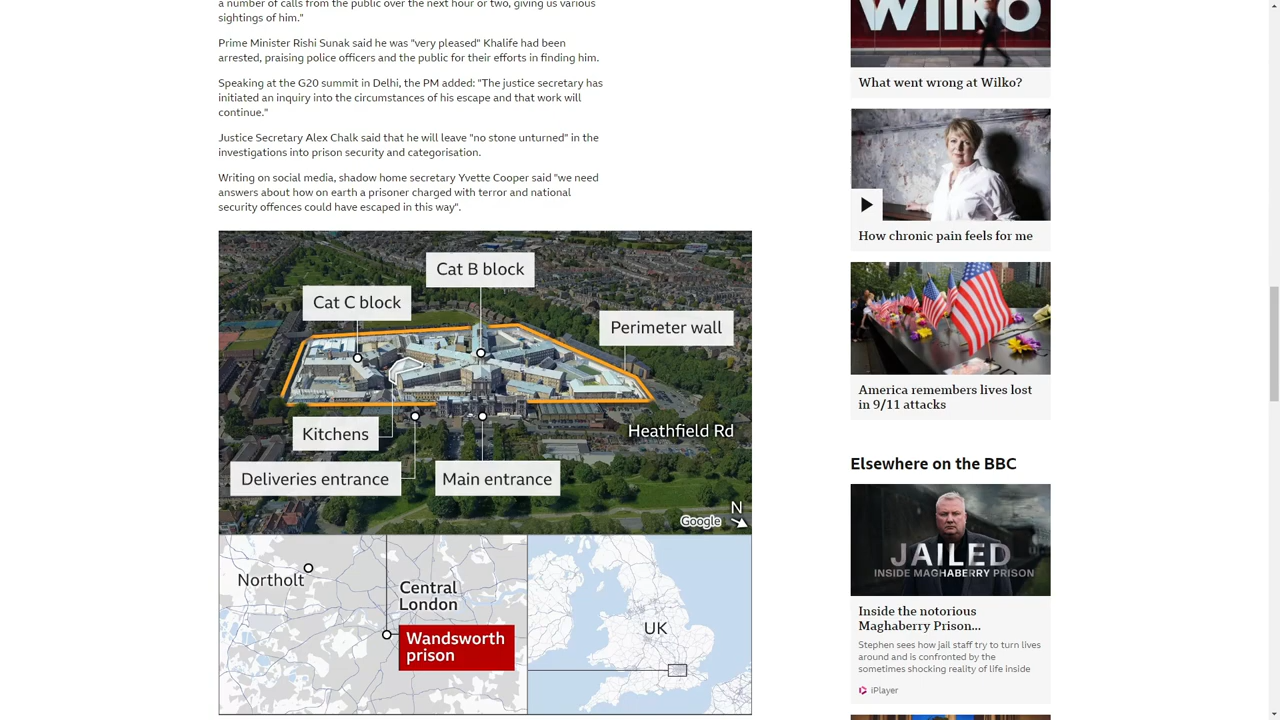 a number of calls from the public over the next hour or two, giving us various
sightings of him."
Prime Minister Rishi Sunak said he was "very pleased" Khalife had been
arrested, praising police officers and the public for their efforts in finding him.
Speaking at the G20 summit in Delhi, the PM added: "The justice secretary has
initiated an inquiry into the circumstances of his escape and that work will
continue."
Justice Secretary Alex Chalk said that he will leave "no stone unturned" in the
investigations into prison security and categorisation.
Writing on social media, shadow home secretary Yvette Cooper said "we need
answers about how on earth a prisoner charged with terror and national
security offences could have escaped in this way".
Cat B block
Cat C block
Perimeter wall
Kitchens
Heathfield Rd
Deliveries entrance
Main entrance
N
Google
Northolt
Central
London
Wandsworth
prison
UK
Wilko
What went wrong at Wilko?
How chronic pain feels for me
America remembers lives lost
in 9/11 attacks
Elsewhere on the BBC
JAILED
INSIDE MAGHABERRY PRISON
Inside the notorious
Maghaberry Prison...
Stephen sees how jail staff try to turn lives
around and is confronted by the
sometimes shocking reality of life inside
iPlayer